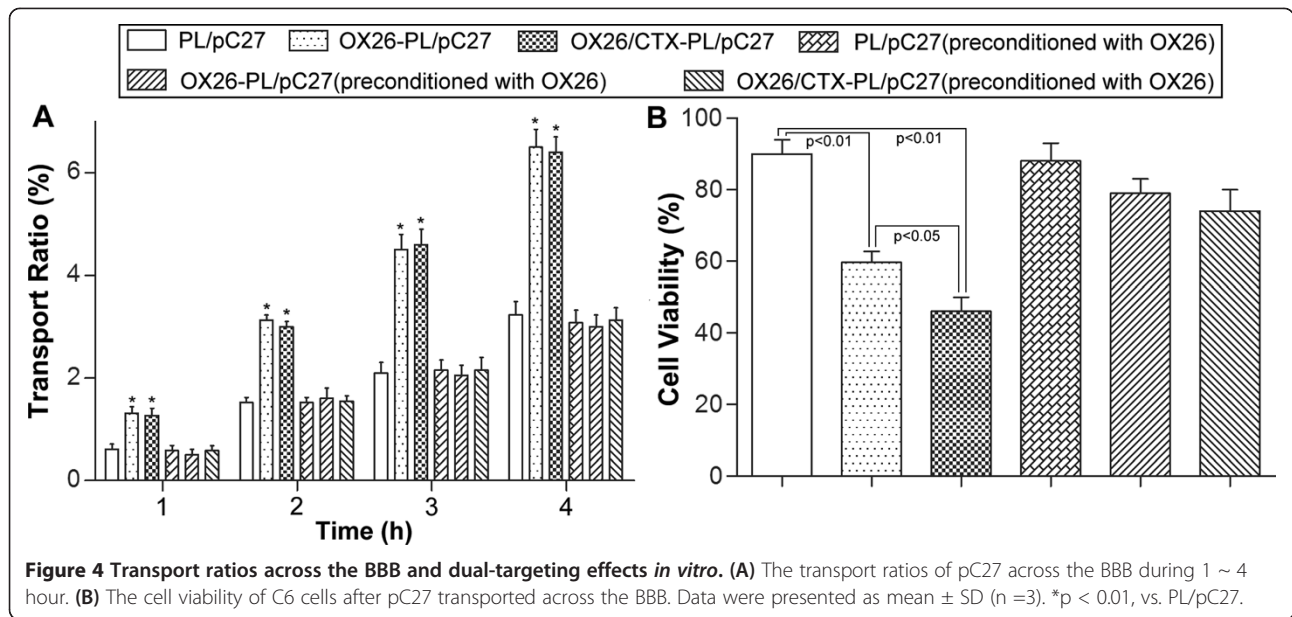 PL/pC27 OX26-PL/pC27 OX26/CTX-PL/pC27 PL/pC27(preconditioned with OX26)
OX26-PL/pC27(preconditioned with OX26) OX26/CTX-PL/pC27(preconditioned with OX26)
A
Transport Ratio (%)
6
4
2
0
* *
* *
* *
* *
1 2 3 4
Time (h)
B
Cell Viability (%)
100
80
60
40
20
0
p<0.01
p<0.01
p<0.05
Figure 4 Transport ratios across the BBB and dual-targeting effects in vitro. (A) The transport ratios of pC27 across the BBB during 1 ~ 4
hour. (B) The cell viability of C6 cells after pC27 transported across the BBB. Data were presented as mean ± SD (n =3). *p < 0.01, vs. PL/pC27.